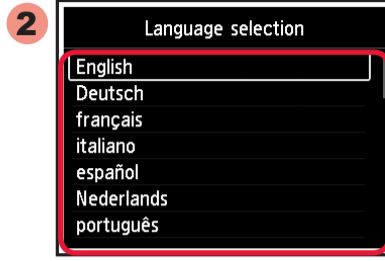 2
Language selection
English
Deutsch
français
italiano
español
Nederlands
português